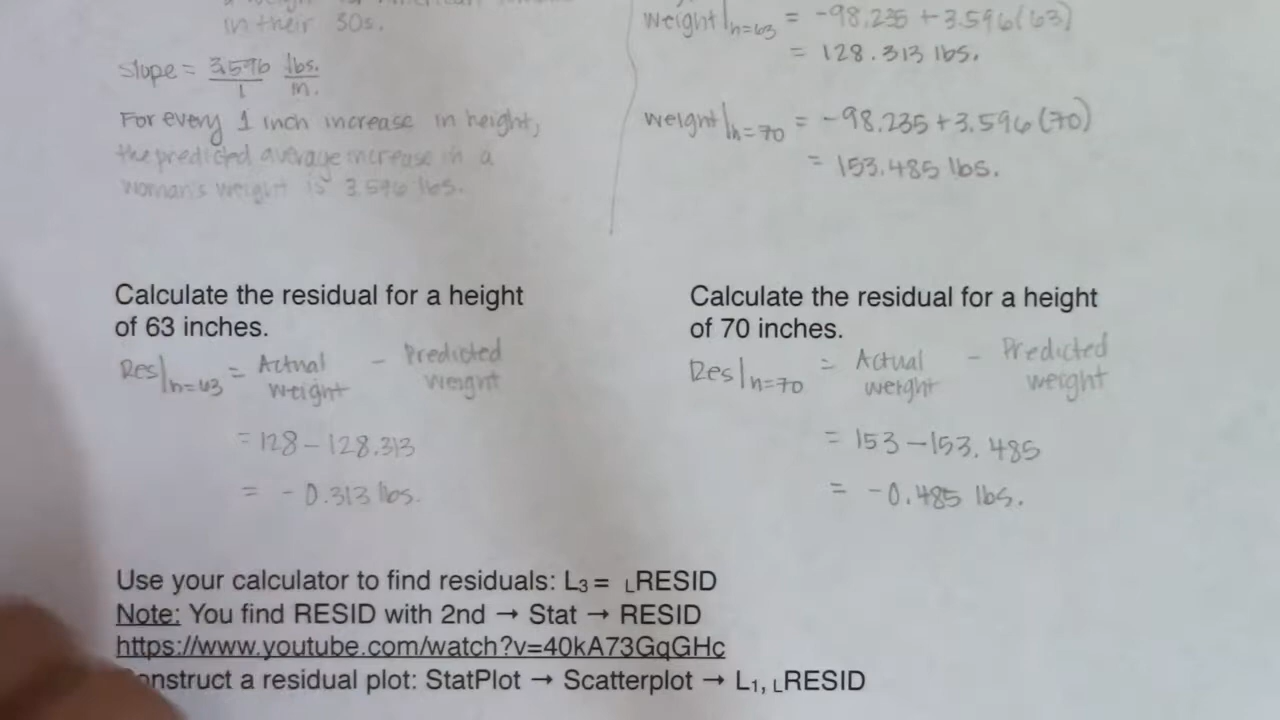 in their 30s.
slope = 3.596 lbs.
1 in.
For every 1 inch increase in height,
the predicted average increase in a
woman's weight is 3.596 lbs.
weight|h=63 = -98.235 + 3.596(63)
= 128.313 lbs.
weight|h=70 = -98.235 + 3.596(70)
= 153.485 lbs.
Calculate the residual for a height
of 63 inches.
Res|h=63 = Actual weight - Predicted weight
= 128 - 128.313
= -0.313 lbs.
Calculate the residual for a height
of 70 inches.
Res|h=70 = Actual weight - Predicted weight
= 153 - 153.485
= -0.485 lbs.
Use your calculator to find residuals: L3 = LRESID
Note: You find RESID with 2nd → Stat → RESID
https://www.youtube.com/watch?v=40kA73GqGHc
onstruct a residual plot: StatPlot → Scatterplot → L1, LRESID